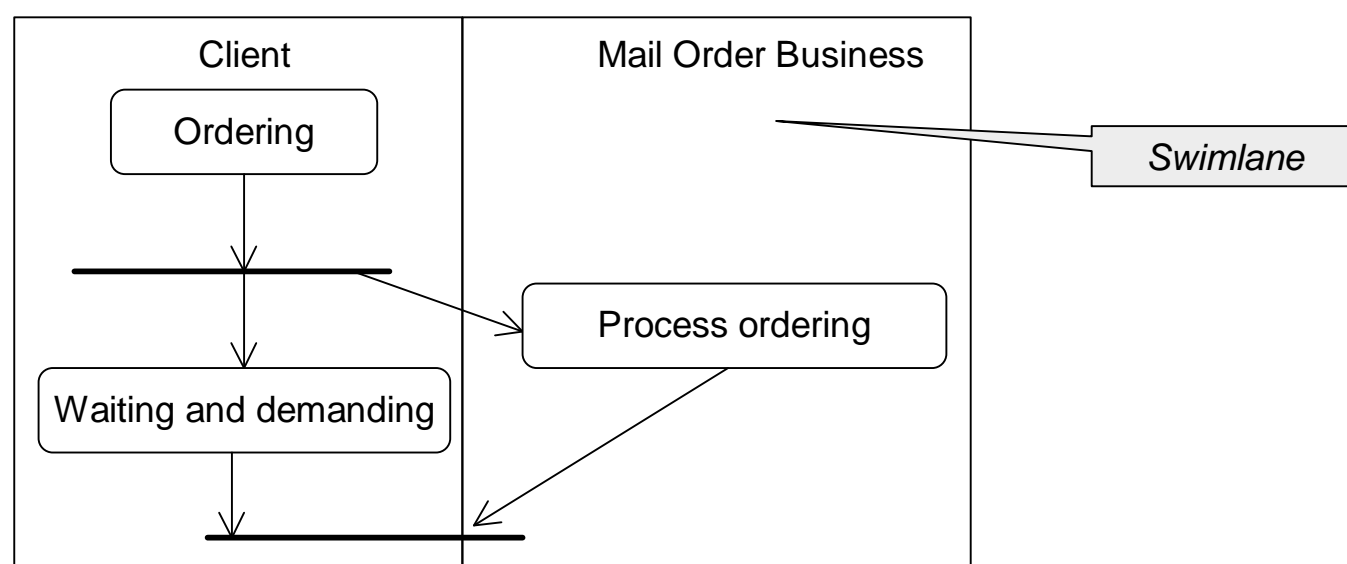 Client
Mail Order Business
Ordering
Swimlane
Process ordering
Waiting and demanding